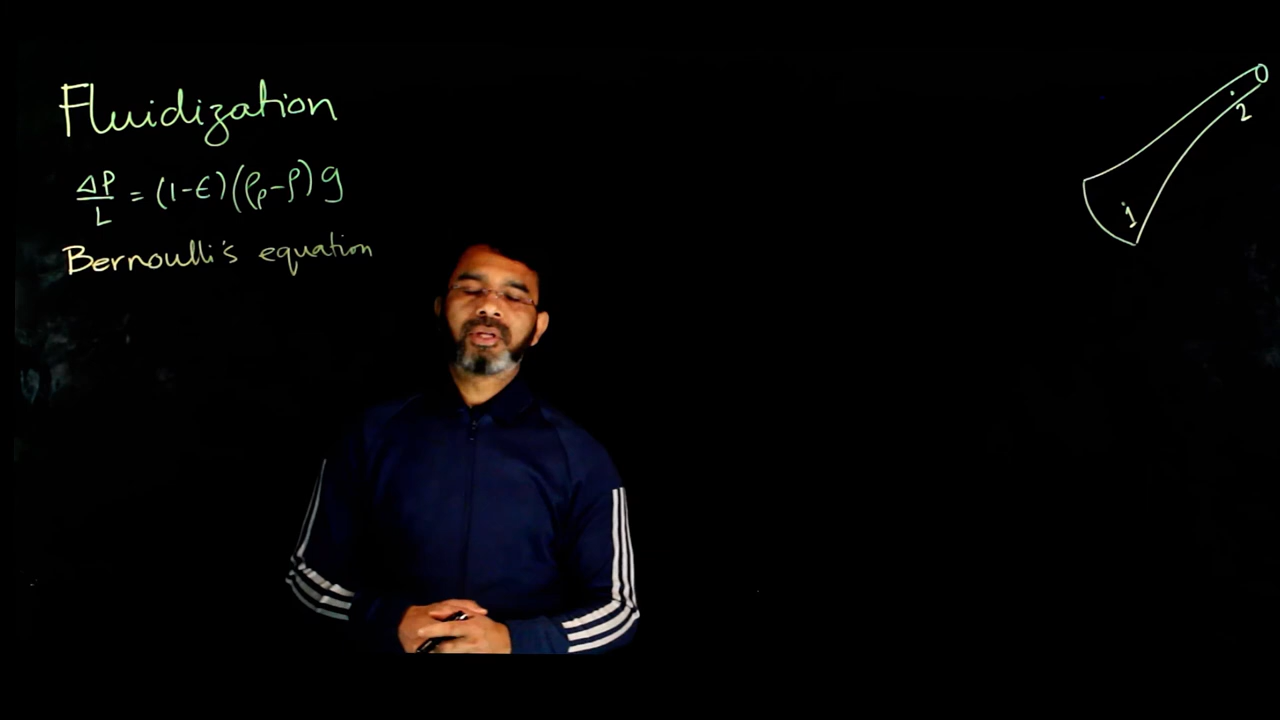 Fluidization
ΔP/L = (1-ϵ)(ρp-ρ)g
Bernoulli's equation
2
1